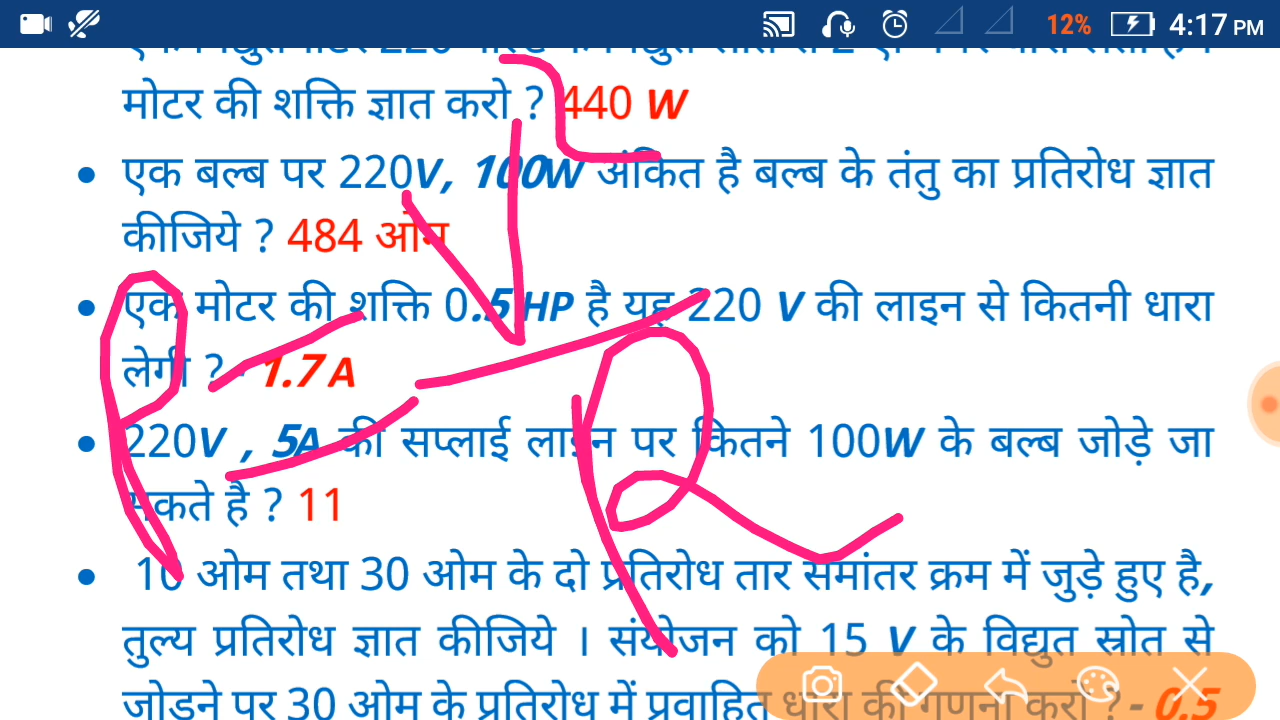 12% 4:17 PM
मोटर की शक्ति ज्ञात करो ? 440 W
• एक बल्ब पर 220V, 100W अंकित है बल्ब के तंतु का प्रतिरोध ज्ञात
कीजिये ? 484 ओम
• एक मोटर की शक्ति 0.5 HP है यह 220 V की लाइन से कितनी धारा
लेगी ? - 1.7 A
• 220V , 5A की सप्लाई लाइन पर कितने 100W के बल्ब जोड़े जा
सकते है ? 11
• 10 ओम तथा 30 ओम के दो प्रतिरोध तार समांतर क्रम में जुड़े हुए है,
तुल्य प्रतिरोध ज्ञात कीजिये । संयोजन को 15 V के विद्युत स्रोत से
जोडने पर 30 ओम के प्रतिरोध में प्रवाहित धारा की गणना करो ? - 0.5